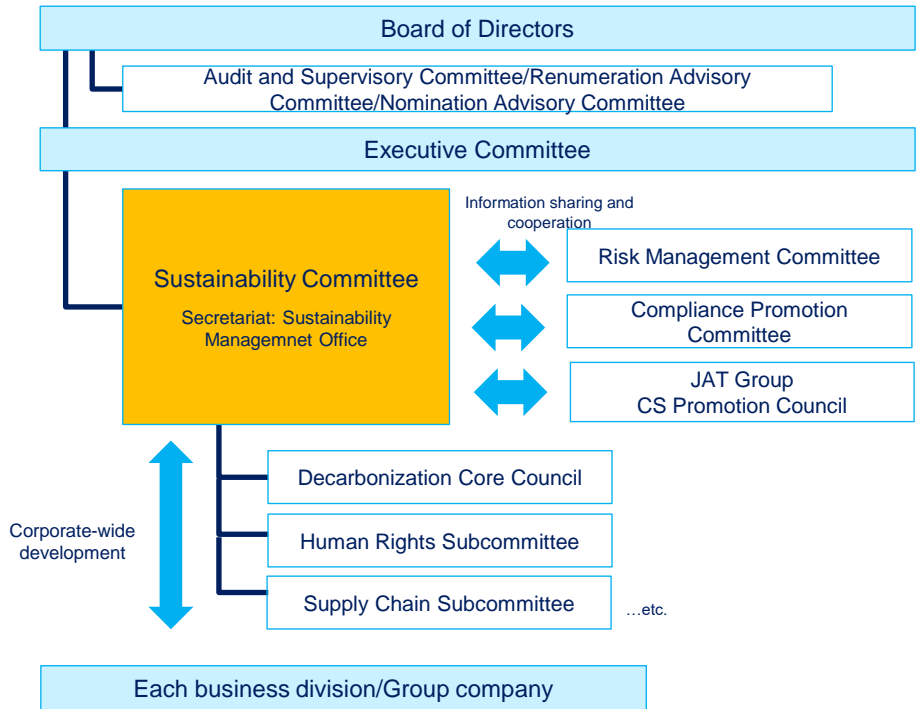 Board of Directors
Audit and Supervisory Committee/Renumeration Advisory
Committee/Nomination Advisory Committee
Executive Committee
Information sharing and
cooperation
Sustainability Committee
Secretariat: Sustainability
Managemnet Office
Risk Management Committee
Compliance Promotion
Committee
JAT Group
CS Promotion Council
Corporate-wide
development
Decarbonization Core Council
Human Rights Subcommittee
Supply Chain Subcommittee
...etc.
Each business division/Group company